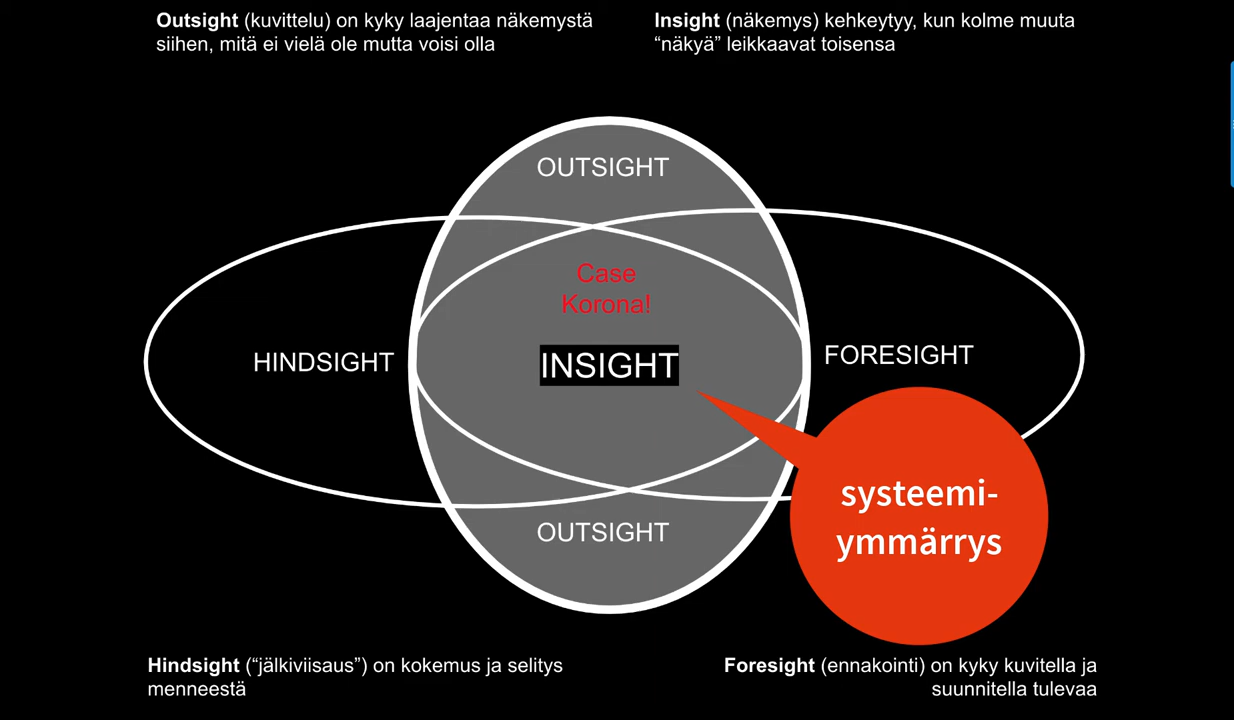 Outsight (kuvittelu) on kyky laajentaa näkemystä
siihen, mitä ei vielä ole mutta voisi olla
Insight (näkemys) kehkeytyy, kun kolme muuta
“näkyä” leikkaavat toisensa
OUTSIGHT
Case
Korona!
HINDSIGHT
INSIGHT
FORESIGHT
systeemi-
ymmärrys
OUTSIGHT
Hindsight (“jälkiviisaus”) on kokemus ja selitys
menneestä
Foresight (ennakointi) on kyky kuvitella ja
suunnitella tulevaa